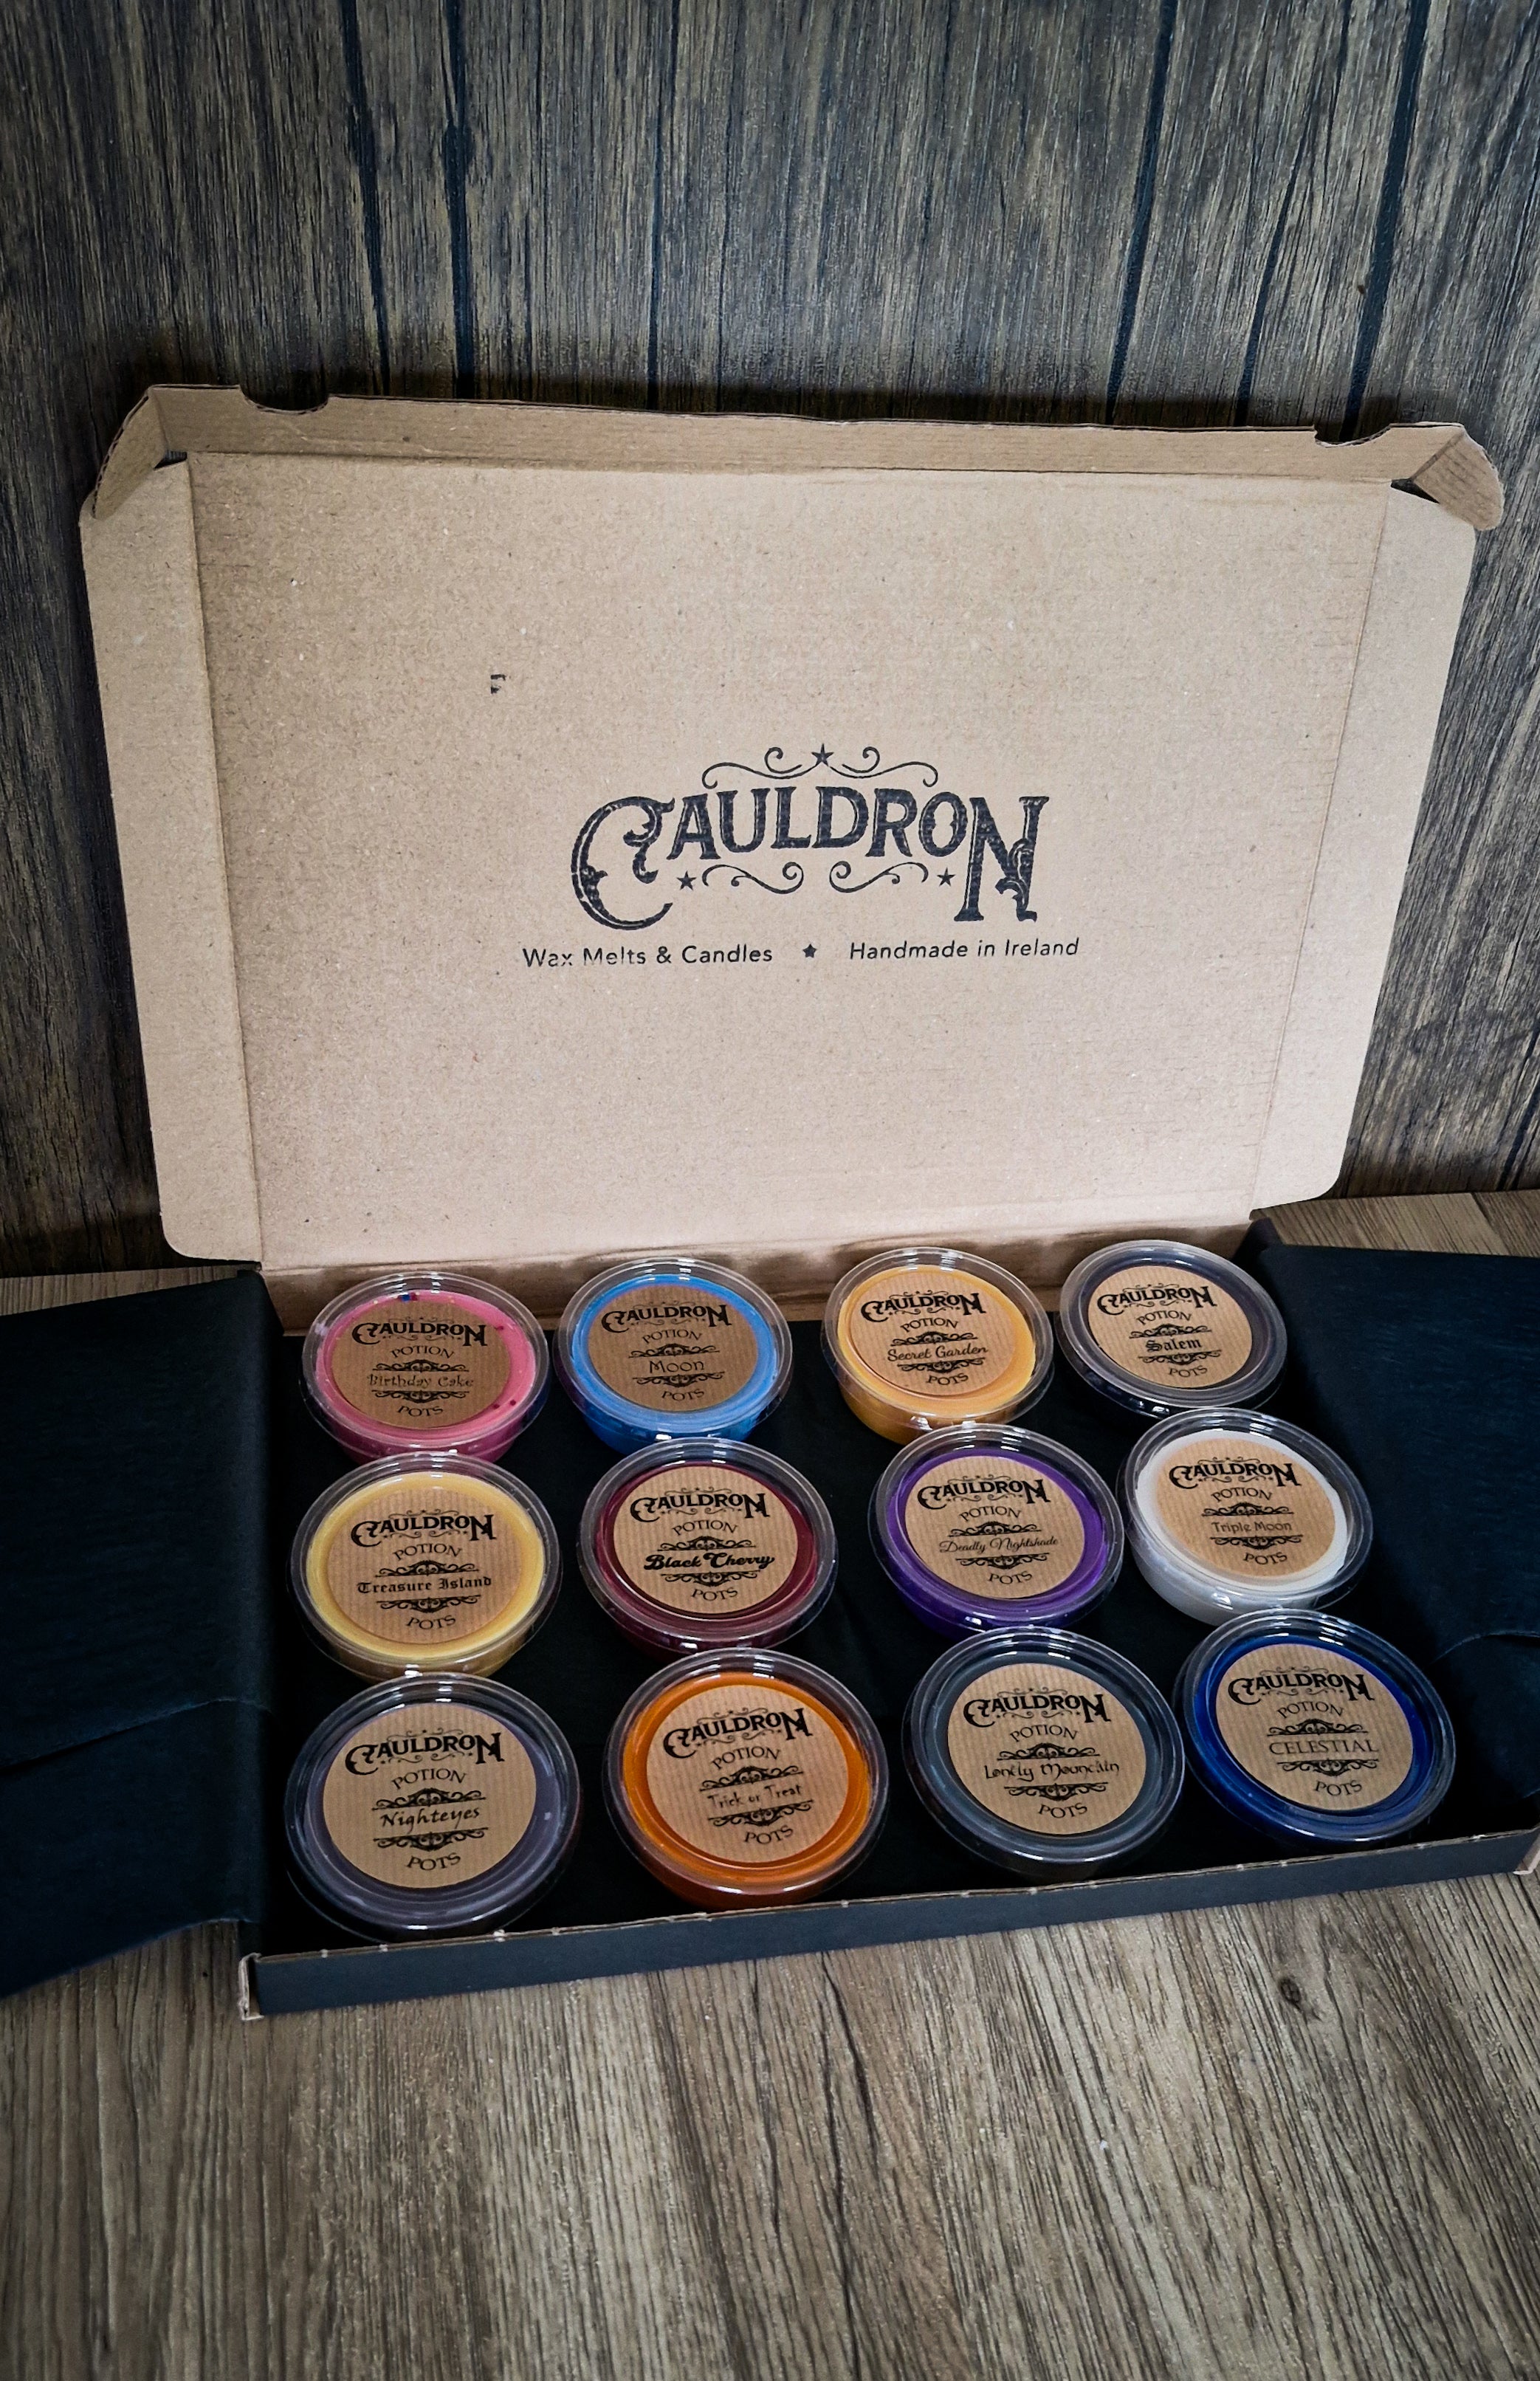 CAULDRON
Wax Melts & Candles ★ Handmade in Ireland
CAULDRON
POTION
Birthday Cake
POTS
CAULDRON
POTION
Moon
POTS
CAULDRON
POTION
Secret Garden
POTS
CAULDRON
POTION
Salem
POTS
CAULDRON
POTION
Treasure Island
POTS
CAULDRON
POTION
Black Cherry
POTS
CAULDRON
POTION
Deadly Nightshade
POTS
CAULDRON
POTION
Triple Moon
POTS
CAULDRON
POTION
Nighteyes
POTS
CAULDRON
POTION
Trick or Treat
POTS
CAULDRON
POTION
Lonely Mountain
POTS
CAULDRON
POTION
CELESTIAL
POTS